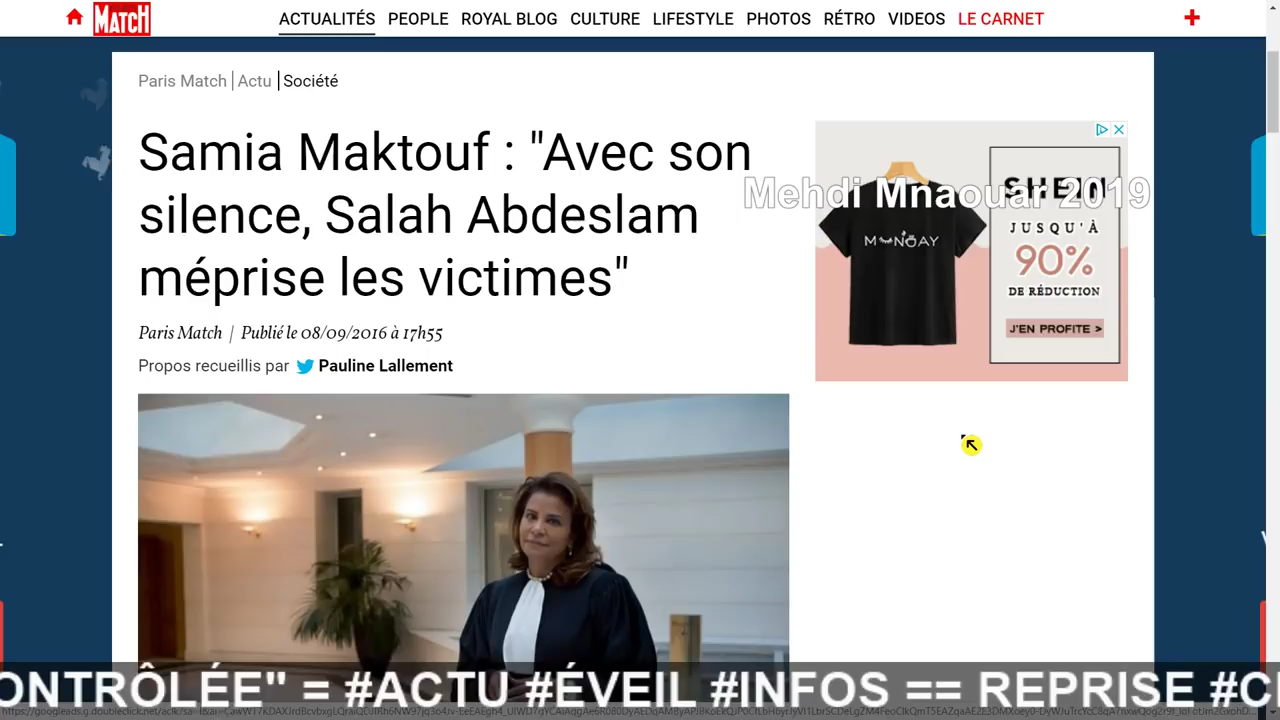 MATCH
ACTUALITÉS PEOPLE ROYAL BLOG CULTURE LIFESTYLE PHOTOS RÉTRO VIDEOS LE CARNET
Paris Match | Actu | Société
Samia Maktouf : "Avec son
silence, Salah Abdeslam
méprise les victimes"
Paris Match | Publié le 08/09/2016 à 17h55
Propos recueillis par Pauline Lallement
Mehdi Mnaouar 2019
SHEIN
JUSQU'À
90%
DE RÉDUCTION
J'EN PROFITE >
MONDAY
ONTRÔLÉE" = #ACTU #ÉVEIL #INFOS == REPRISE